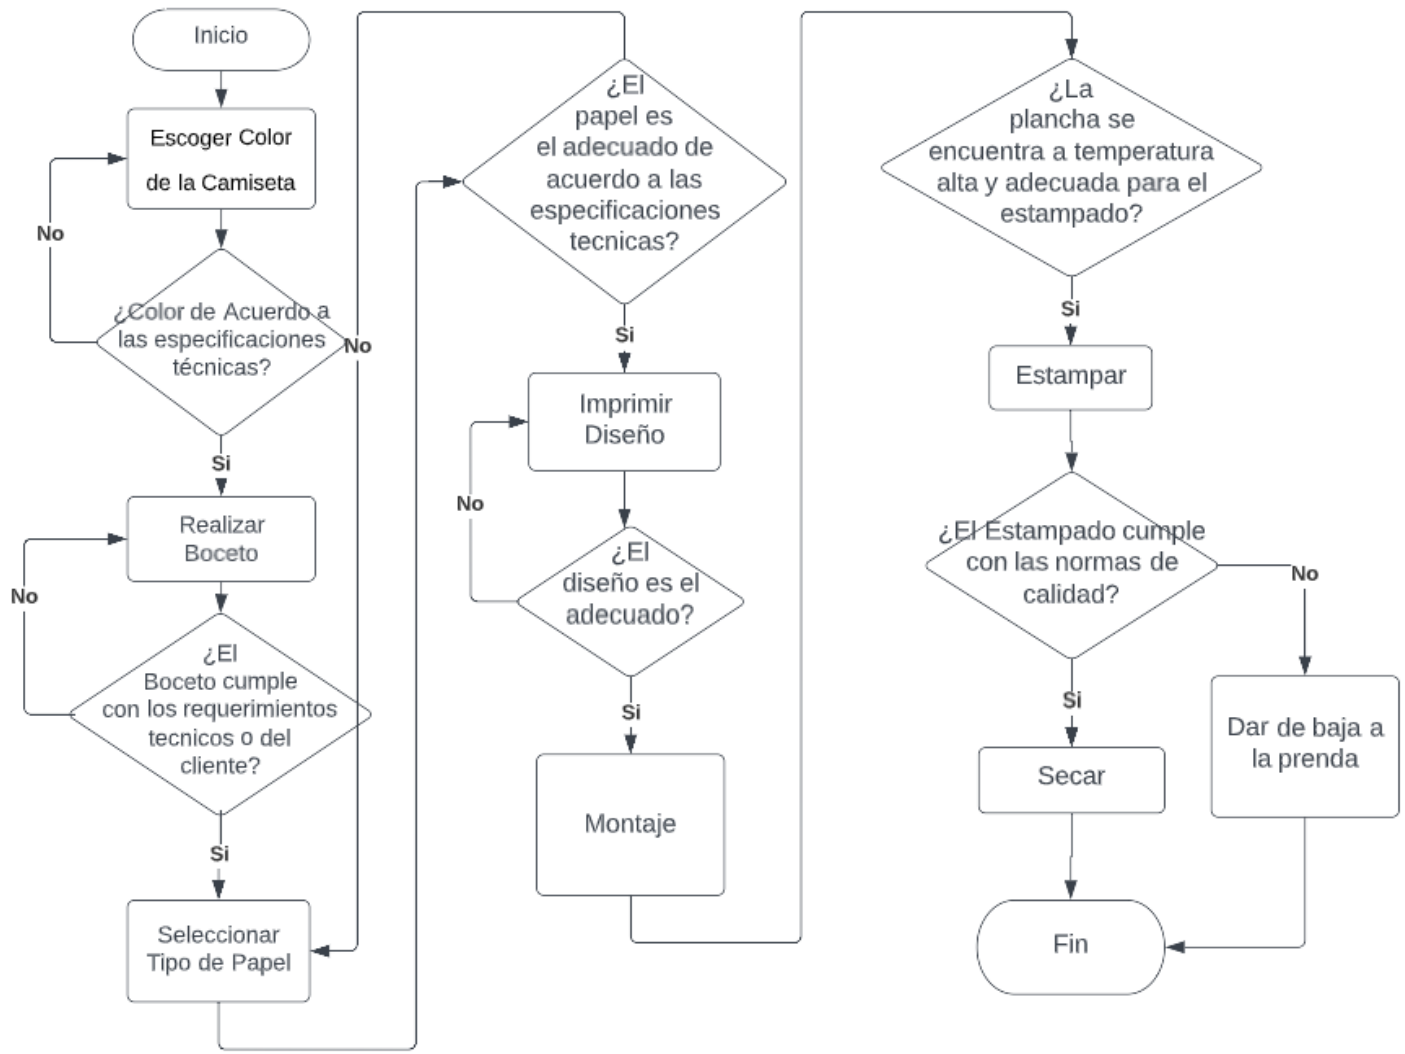 Inicio
Escoger Color
de la Camiseta
No
¿Color de Acuerdo a
las especificaciones
técnicas?
Si
Realizar
Boceto
No
¿El
Boceto cumple
con los requerimientos
tecnicos o del
cliente?
Si
Seleccionar
Tipo de Papel
No
¿El
papel es
el adecuado de
acuerdo a las
especificaciones
tecnicas?
Si
Imprimir
Diseño
No
¿El
diseño es el
adecuado?
Si
Montaje
¿La
plancha se
encuentra a temperatura
alta y adecuada para el
estampado?
Si
Estampar
¿El Estampado cumple
con las normas de
calidad?
No
Si
Dar de baja a
la prenda
Secar
Fin